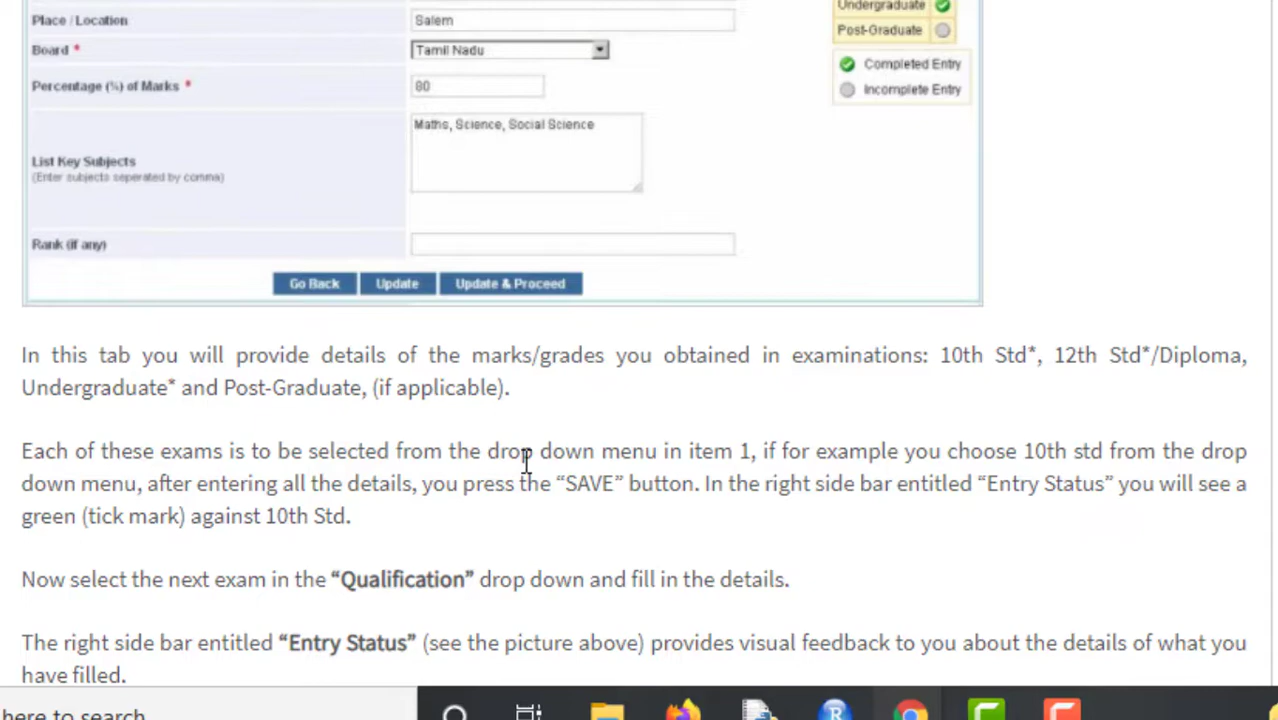 Undergraduate
Place / Location Salem
Post-Graduate
Board * Tamil Nadu
Completed Entry
Percentage (%) of Marks * 80
Incomplete Entry
Maths, Science, Social Science
List Key Subjects
(Enter subjects seperated by comma)
Rank (if any)
Go Back Update Update & Proceed
In this tab you will provide details of the marks/grades you obtained in examinations: 10th Std*, 12th Std*/Diploma,
Undergraduate* and Post-Graduate, (if applicable).
Each of these exams is to be selected from the drop down menu in item 1, if for example you choose 10th std from the drop
down menu, after entering all the details, you press the “SAVE” button. In the right side bar entitled “Entry Status” you will see a
green (tick mark) against 10th Std.
Now select the next exam in the “Qualification” drop down and fill in the details.
The right side bar entitled “Entry Status” (see the picture above) provides visual feedback to you about the details of what you
have filled.
here to search
R